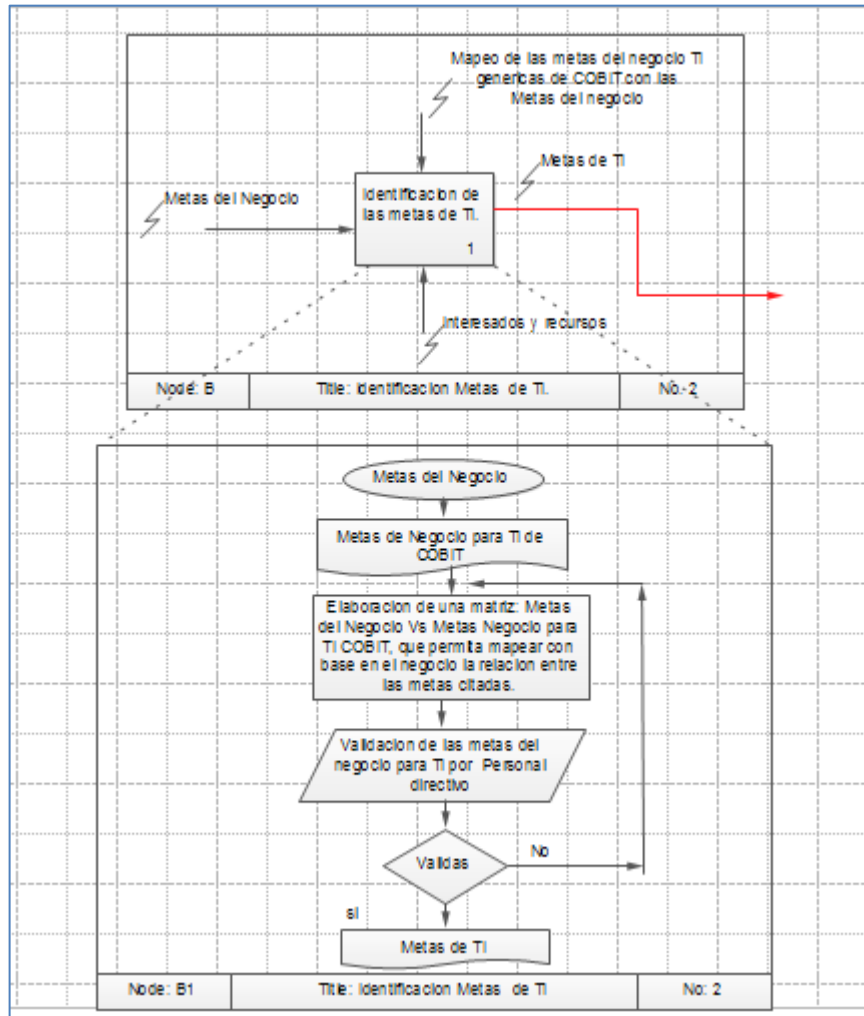 Mapeo de las metas del negocio TI
genericas de COBIT con las
Metas del negocio
Metas de TI
Metas del Negocio
Identificacion de
las metas de TI.
1
Interesados y recursos
Node: B
Title: Identificacion Metas de TI.
No.-2
Metas del Negocio
Metas de Negocio para TI de
COBIT
Elaboracion de una matriz: Metas
del Negocio Vs Metas Negocio para
TI COBIT, que permita mapear con
base en el negocio la relacion entre
las metas citadas.
Validacion de las metas del
negocio para TI por Personal
directivo
Validas
No
si
Metas de TI
Node: B1
Title: Identificacion Metas de TI
No: 2